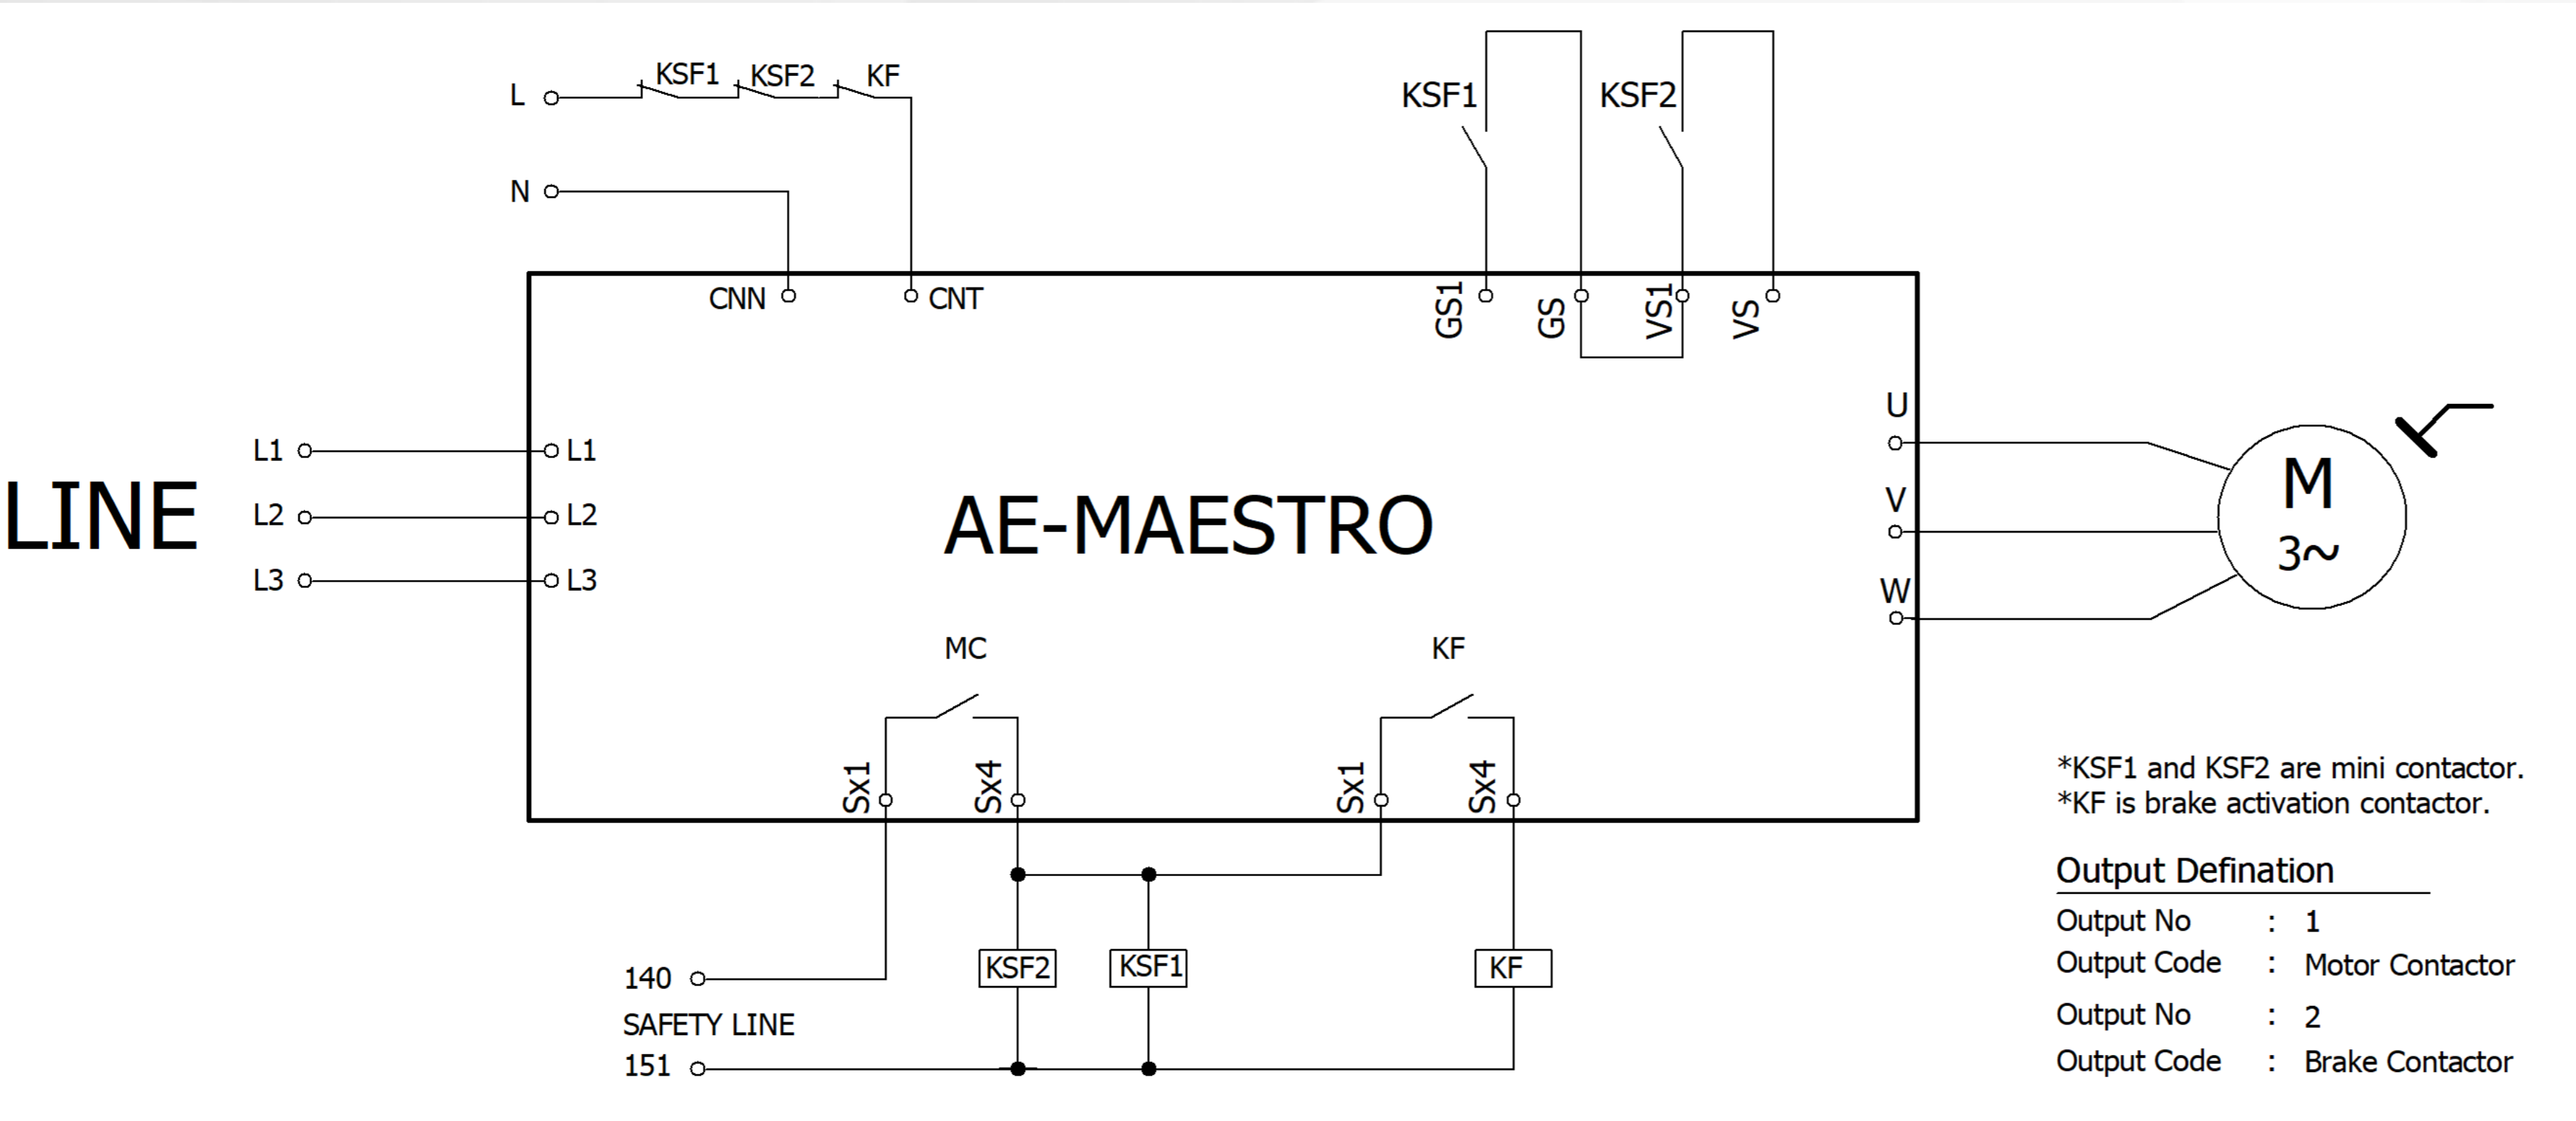 KSF1 KSF2 KF
L
N
CNN CNT
KSF1 KSF2
GS1 GS VS1 VS
LINE
L1 L1
L2 L2
L3 L3
AE-MAESTRO
U
V
W
M
3~
MC KF
Sx1 Sx4 Sx1 Sx4
KSF2 KSF1 KF
140
SAFETY LINE
151
*KSF1 and KSF2 are mini contactor.
*KF is brake activation contactor.
Output Defination
Output No : 1
Output Code : Motor Contactor
Output No : 2
Output Code : Brake Contactor